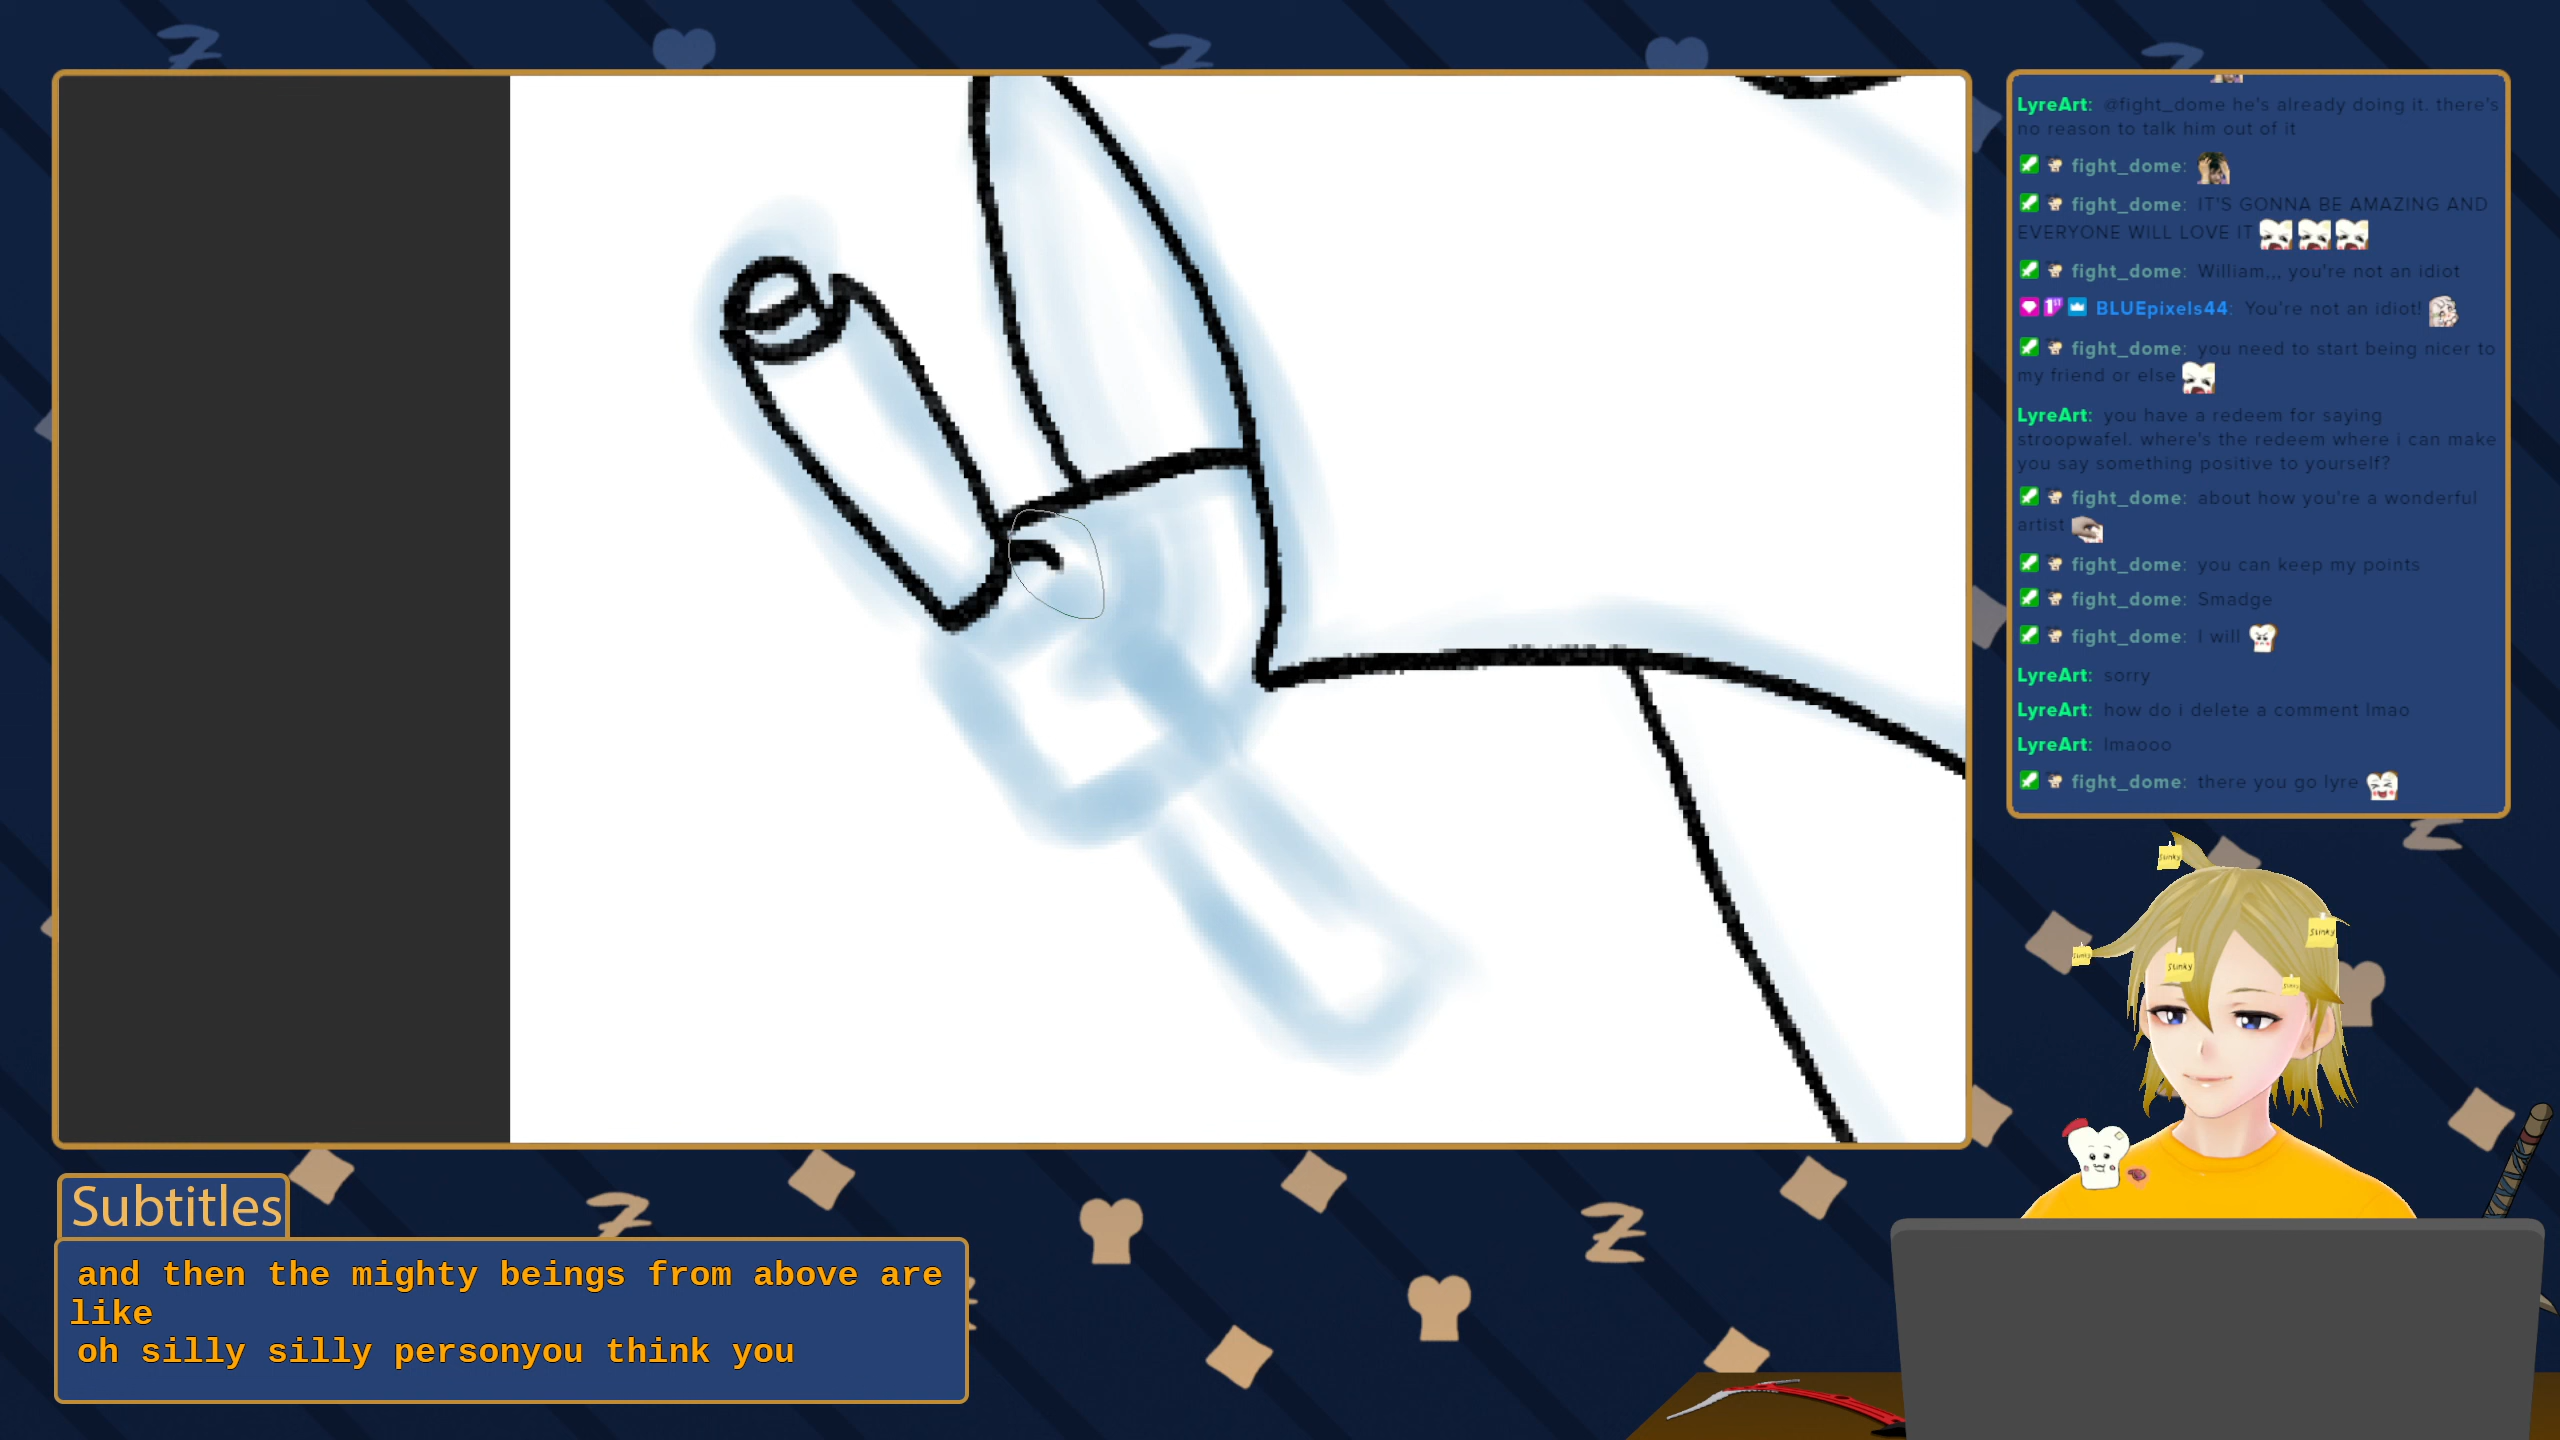 LyreArt: @fight_dome he's already doing it. there's
no reason to talk him out of it
fight_dome:
fight_dome: IT'S GONNA BE AMAZING AND
EVERYONE WILL LOVE IT
fight_dome: William,,, you're not an idiot
BLUEpixels44: You're not an idiot!
fight_dome: you need to start being nicer to
my friend or else
LyreArt: you have a redeem for saying
stroopwafel. where's the redeem where i can make
you say something positive to yourself?
fight_dome: about how you're a wonderful
artist
fight_dome: you can keep my points
fight_dome: Smadge
fight_dome: I will
LyreArt: sorry
LyreArt: how do i delete a comment lmao
LyreArt: lmaooo
fight_dome: there you go lyre
Stinky
Stinky
Stinky
Subtitles
and then the mighty beings from above are
like
oh silly silly personyou think you